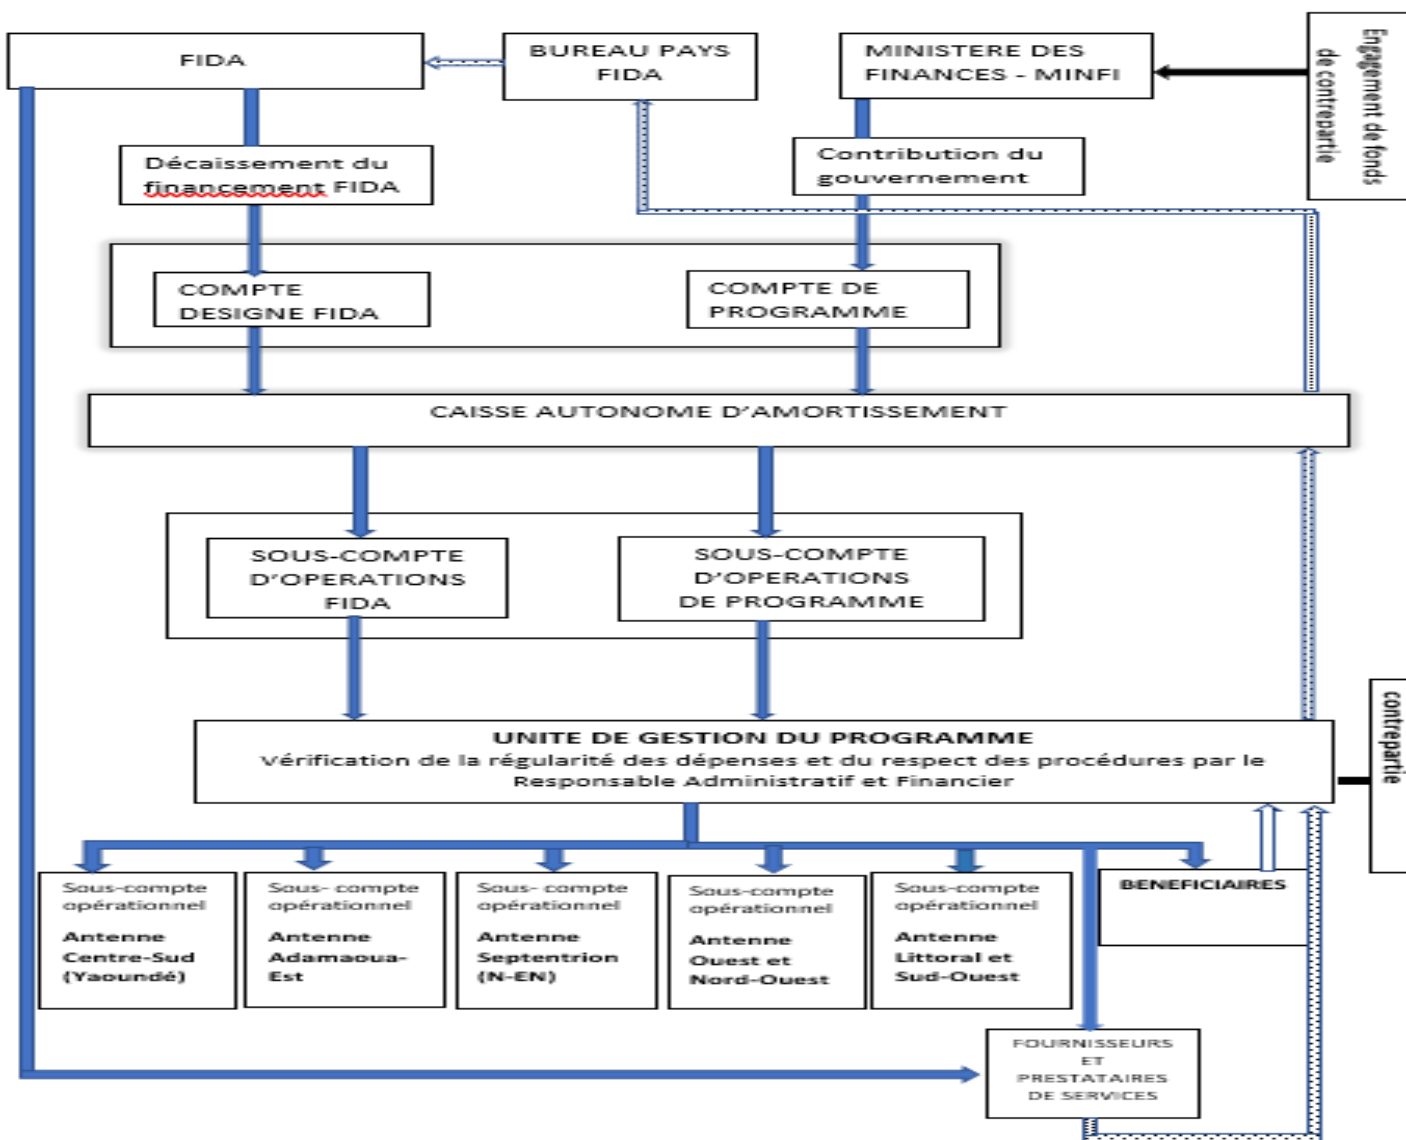 FIDA
BUREAU PAYS
FIDA
MINISTERE DES
FINANCES - MINFI
Engagement de fonds
de contrepartie
Décaissement du
financement FIDA
Contribution du
gouvernement
COMPTE
DESIGNE FIDA
COMPTE DE
PROGRAMME
CAISSE AUTONOME D’AMORTISSEMENT
SOUS-COMPTE
D’OPERATIONS
FIDA
SOUS-COMPTE
D’OPERATIONS
DE PROGRAMME
UNITE DE GESTION DU PROGRAMME
Vérification de la régularité des dépenses et du respect des procédures par le
Responsable Administratif et Financier
contrepartie
Sous-compte
opérationnel
Antenne
Centre-Sud
(Yaoundé)
Sous- compte
opérationnel
Antenne
Adamaoua-
Est
Sous- compte
opérationnel
Antenne
Septentrion
(N-EN)
Sous-compte
opérationnel
Antenne
Ouest et
Nord-Ouest
Sous-compte
opérationnel
Antenne
Littoral et
Sud-Ouest
BENEFICIAIRES
FOURNISSEURS
ET
PRESTATAIRES
DE SERVICES